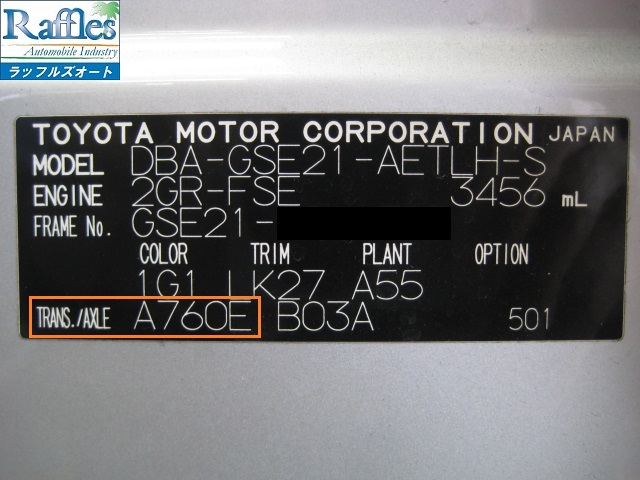 Raffles
Automobile Industry
ラッフルズオート
TOYOTA MOTOR CORPORATION JAPAN
MODEL DBA-GSE21-AETLH-S
ENGINE 2GR-FSE 3456 mL
FRAME No. GSE21-
COLOR TRIM PLANT OPTION
1G1 LK27 A55
TRANS./AXLE A760E B03A 501